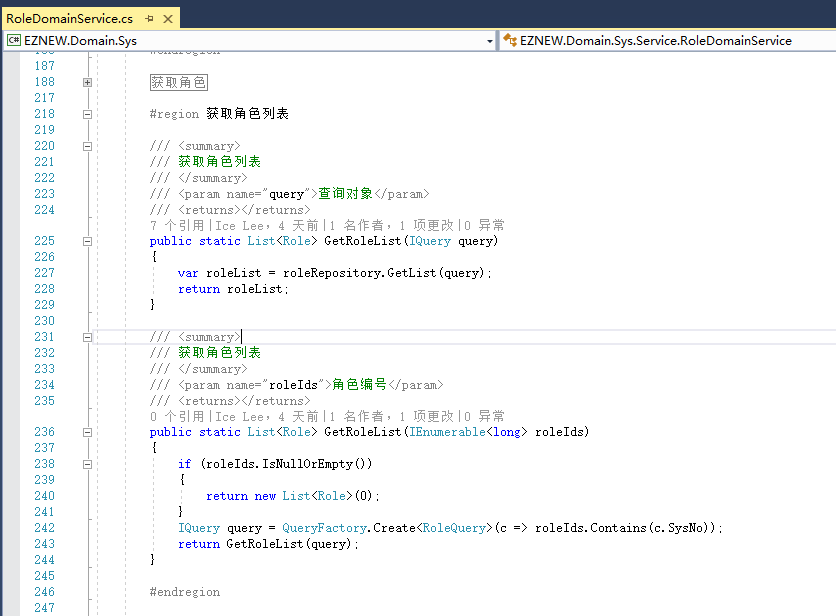 RoleDomainService.cs
C# EZNEW.Domain.Sys
EZNEW.Domain.Sys.Service.RoleDomainService
#endregion
187
188 获取角色
217
218 #region 获取角色列表
219
220 /// <summary>
221 /// 获取角色列表
222 /// </summary>
223 /// <param name="query">查询对象</param>
224 /// <returns></returns>
7 个引用|Ice Lee，4 天前|1 名作者，1 项更改|0 异常
225 public static List<Role> GetRoleList(IQuery query)
226 {
227 var roleList = roleRepository.GetList(query);
228 return roleList;
229 }
230
231 /// <summary>
232 /// 获取角色列表
233 /// </summary>
234 /// <param name="roleIds">角色编号</param>
235 /// <returns></returns>
0 个引用|Ice Lee，4 天前|1 名作者，1 项更改|0 异常
236 public static List<Role> GetRoleList(IEnumerable<long> roleIds)
237 {
238 if (roleIds.IsNullOrEmpty())
239 {
240 return new List<Role>(0);
241 }
242 IQuery query = QueryFactory.Create<RoleQuery>(c => roleIds.Contains(c.SysNo));
243 return GetRoleList(query);
244 }
245
246 #endregion
247